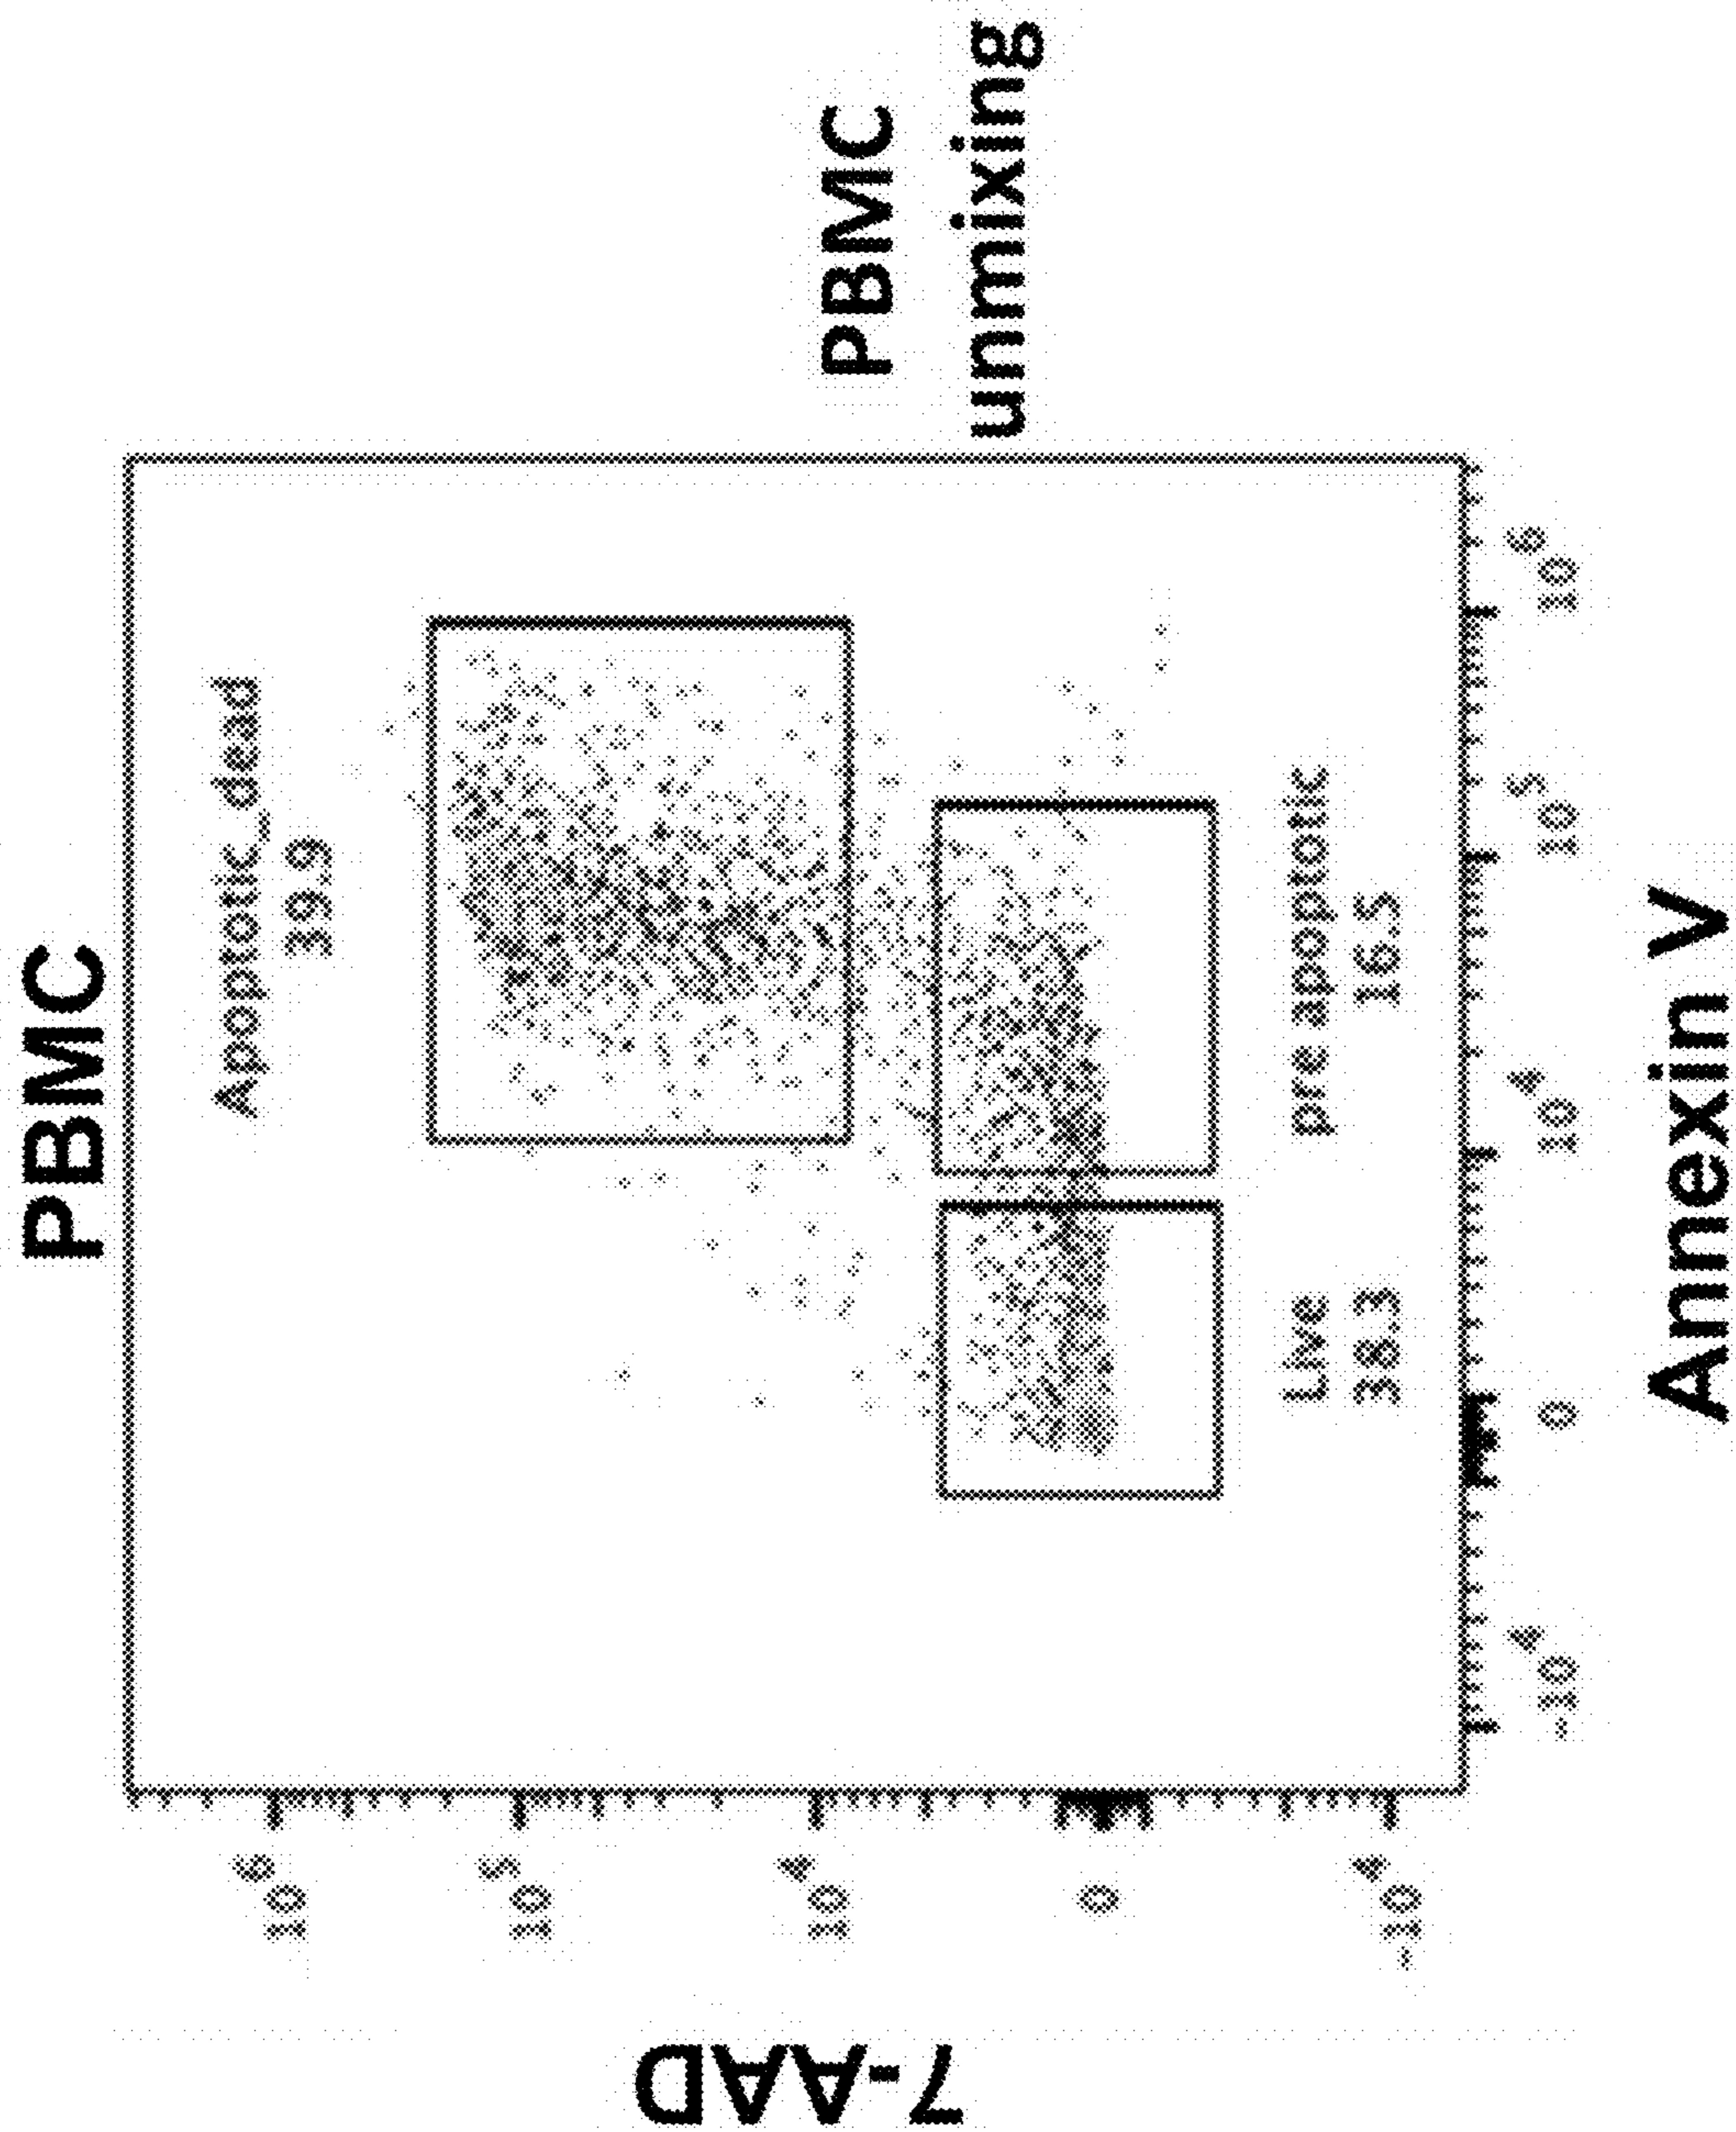 PBMC
Apoptotic_dead
39.9
PBMC
unmixing
pre apoptotic
16.5
Live
38.3
7-AAD
10^6
10^5
10^4
0
-10^4
-10^4
0
10^4
10^5
10^6
Annexin V